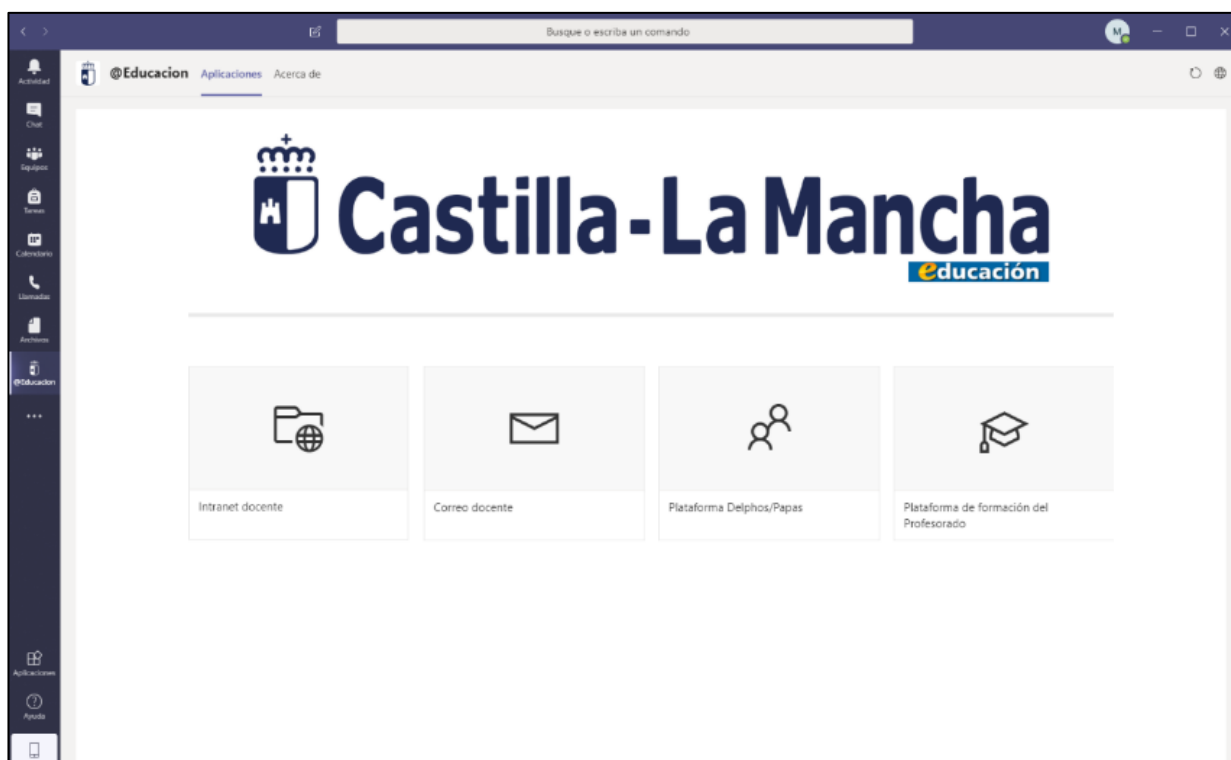 Busque o escriba un comando
M
Actividad
@Educacion Aplicaciones Acerca de
Chat
Equipos
Tareas
Calendario
Llamadas
Archivos
@Educacion
Castilla-La Mancha
educación
Intranet docente
Correo docente
Plataforma Delphos/Papas
Plataforma de formación del
Profesorado
Aplicaciones
Ayuda